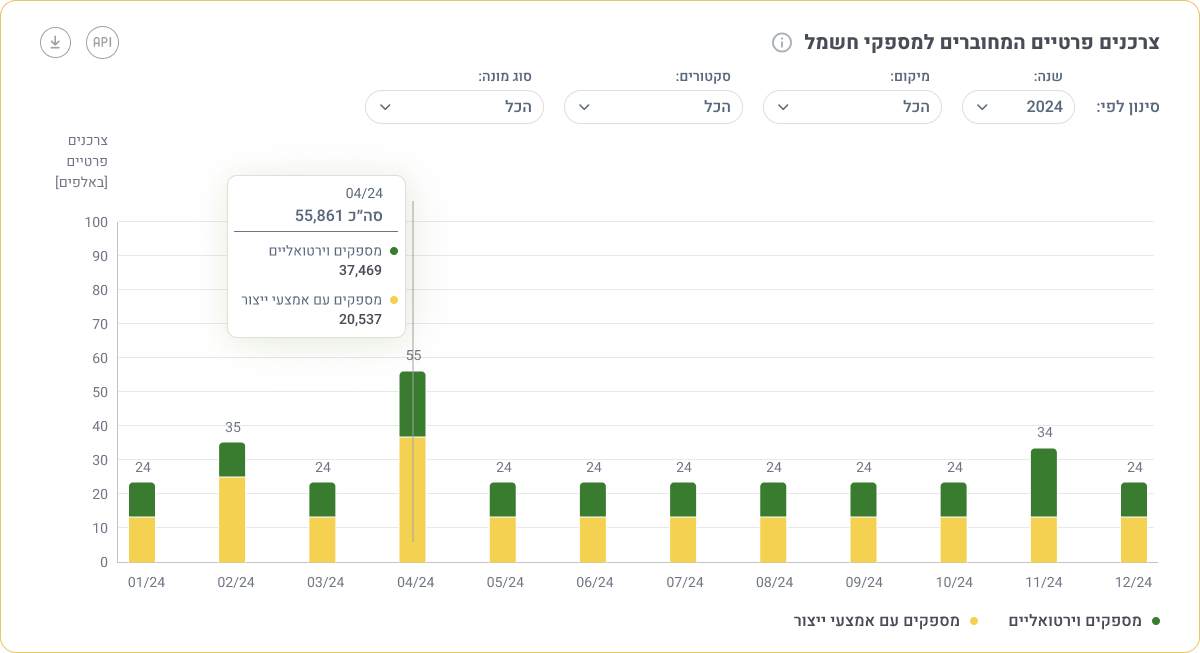 צרכנים פרטיים המחוברים למספקי חשמל
API
סינון לפי:
שנה:
2024
מיקום:
הכל
סקטורים:
הכל
סוג מונה:
הכל
צרכנים
פרטיים
[באלפים]
04/24
סה״כ 55,861
מספקים וירטואליים
37,469
מספקים עם אמצעי ייצור
20,537
100
90
80
70
60
50
40
30
20
10
0
24
35
24
55
24
24
24
24
24
24
34
24
01/24
02/24
03/24
04/24
05/24
06/24
07/24
08/24
09/24
10/24
11/24
12/24
מספקים וירטואליים
מספקים עם אמצעי ייצור